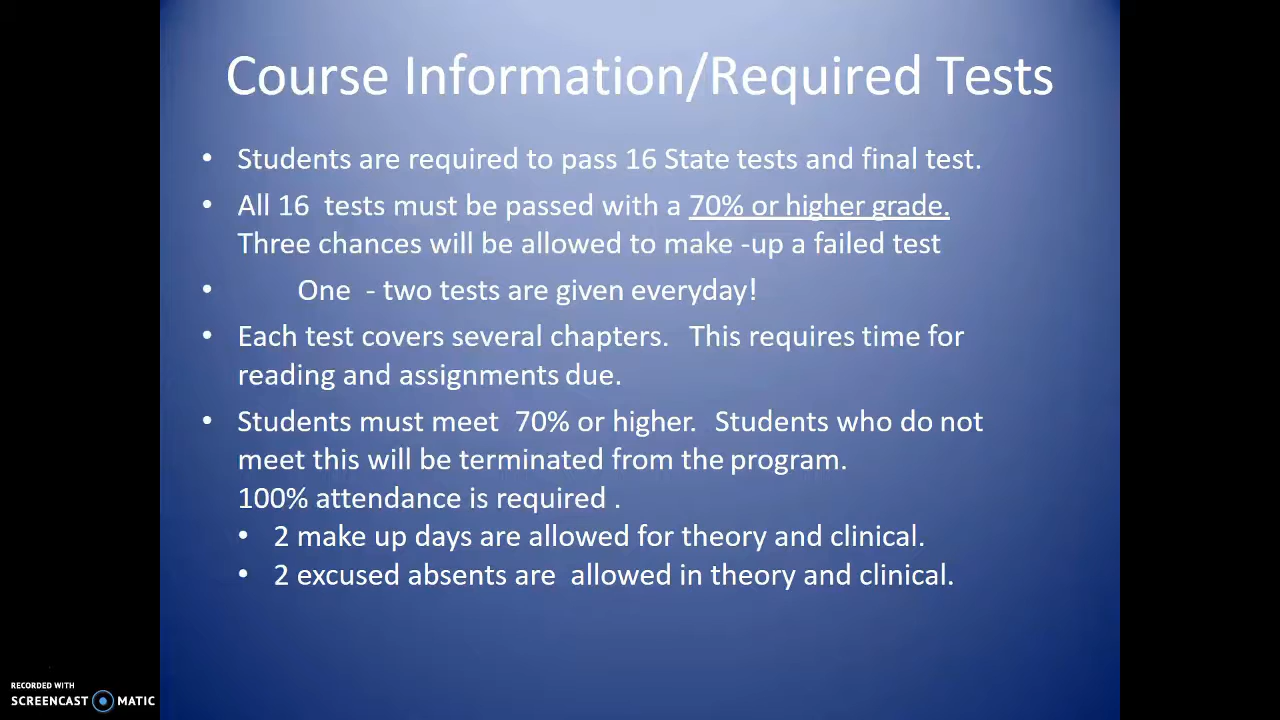 Course Information/Required Tests
• Students are required to pass 16 State tests and final test.
• All 16 tests must be passed with a 70% or higher grade.
Three chances will be allowed to make -up a failed test
• One - two tests are given everyday!
• Each test covers several chapters. This requires time for
reading and assignments due.
• Students must meet 70% or higher. Students who do not
meet this will be terminated from the program.
100% attendance is required .
• 2 make up days are allowed for theory and clinical.
• 2 excused absents are allowed in theory and clinical.
RECORDED WITH
SCREENCAST MATIC